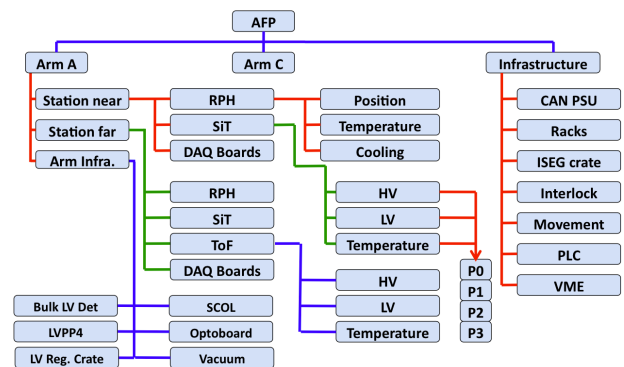 AFP
Arm A
Arm C
Infrastructure
Station near
RPH
Position
CAN PSU
Station far
SiT
Temperature
Racks
Arm Infra.
DAQ Boards
Cooling
ISEG crate
RPH
HV
Interlock
SiT
LV
Movement
ToF
Temperature
PLC
DAQ Boards
P0
HV
P1
VME
Bulk LV Det
SCOL
LV
P2
LVPP4
Optoboard
Temperature
P3
LV Reg. Crate
Vacuum